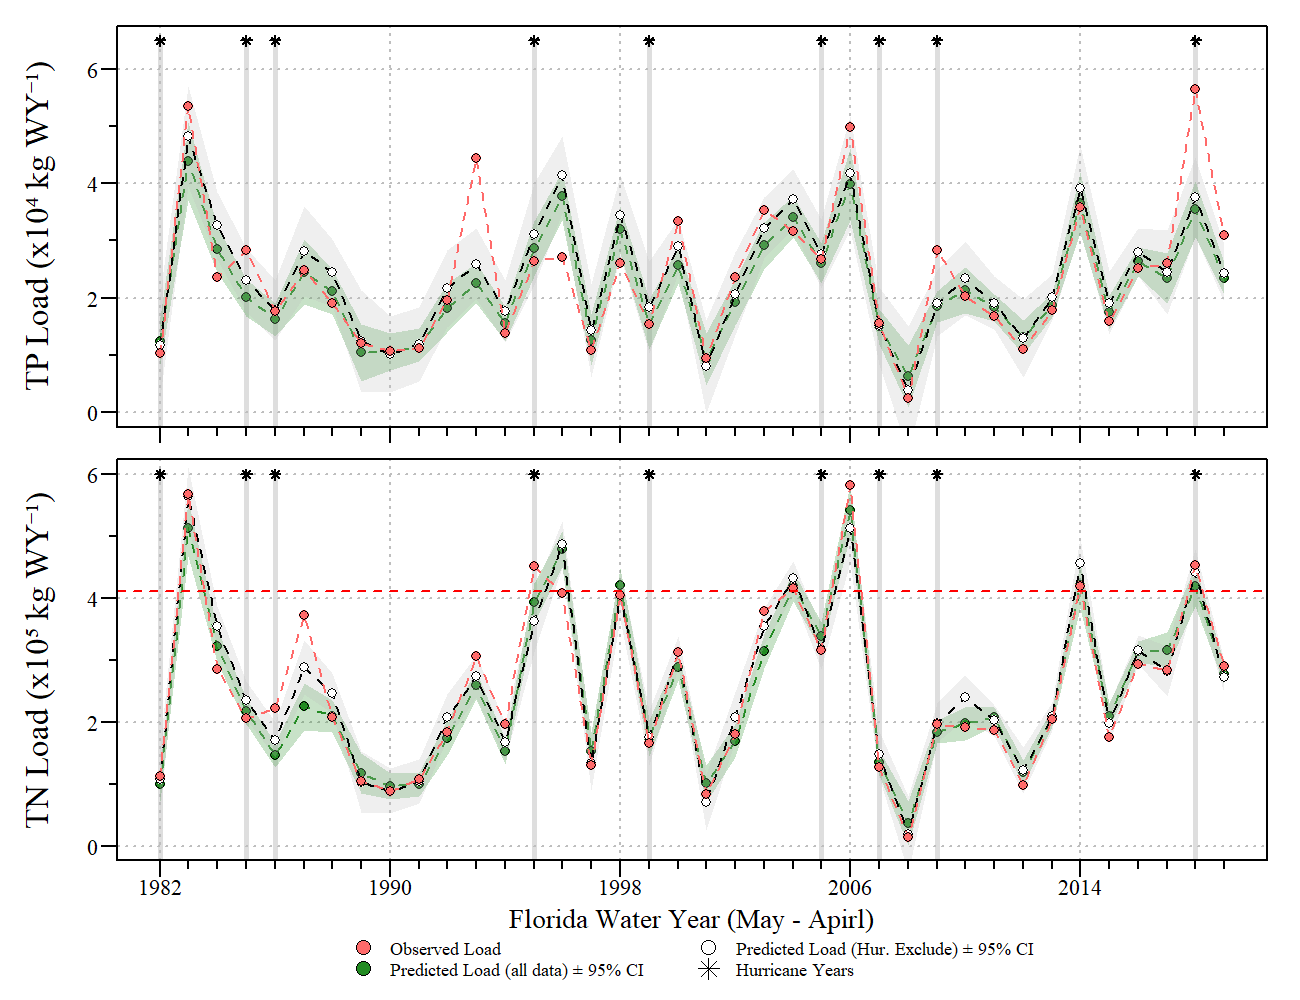 TP Load (x10⁴ kg WY⁻¹)
6
4
2
0
TN Load (x10⁵ kg WY⁻¹)
6
4
2
0
1982 1990 1998 2006 2014
Florida Water Year (May - Apirl)
Observed Load
Predicted Load (all data) ± 95% CI
Predicted Load (Hur. Exclude) ± 95% CI
Hurricane Years